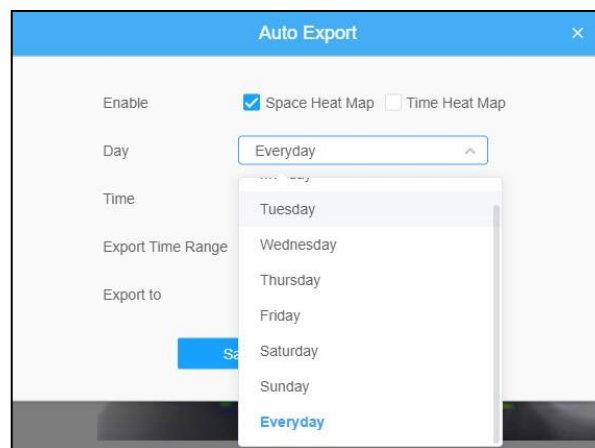 Auto Export
Enable
Space Heat Map
Time Heat Map
Day
Everyday
Time
Tuesday
Wednesday
Export Time Range
Thursday
Export to
Friday
Saturday
Sunday
Everyday